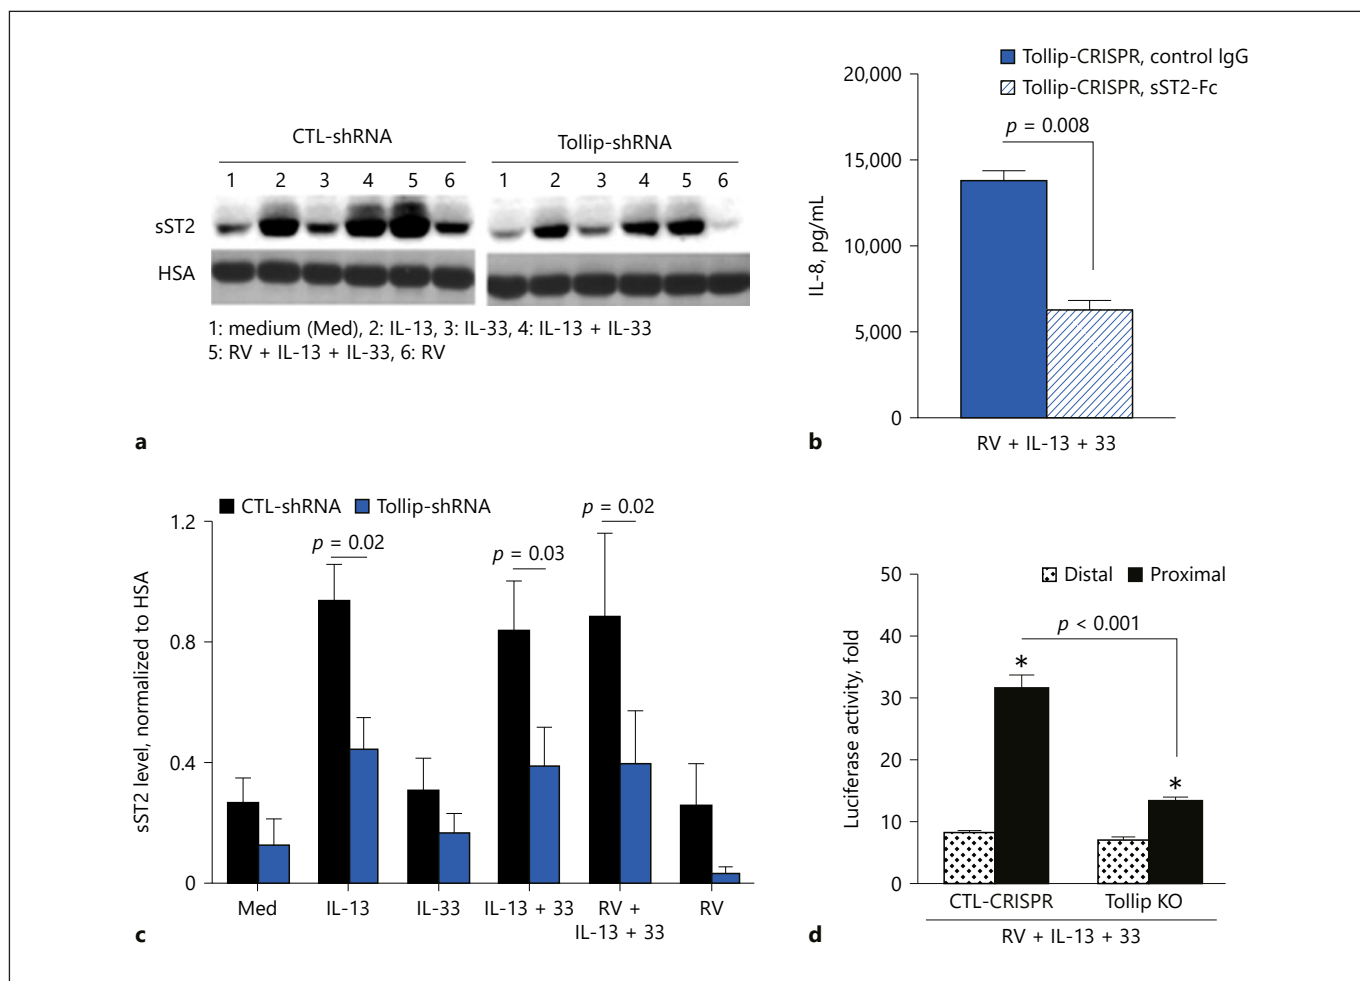 CTL-shRNA
Tollip-shRNA
1 2 3 4 5 6
1 2 3 4 5 6
sST2
HSA
1: medium (Med), 2: IL-13, 3: IL-33, 4: IL-13 + IL-33
5: RV + IL-13 + IL-33, 6: RV
a
Tollip-CRISPR, control IgG
Tollip-CRISPR, sST2-Fc
p = 0.008
20,000
15,000
10,000
5,000
0
IL-8, pg/mL
RV + IL-13 + 33
b
CTL-shRNA
Tollip-shRNA
p = 0.02
p = 0.03
p = 0.02
1.2
0.8
0.4
0
sST2 level, normalized to HSA
Med
IL-13
IL-33
IL-13 + 33
RV +
IL-13 + 33
RV
c
Distal
Proximal
p < 0.001
*
*
50
40
30
20
10
0
Luciferase activity, fold
CTL-CRISPR
Tollip KO
RV + IL-13 + 33
d